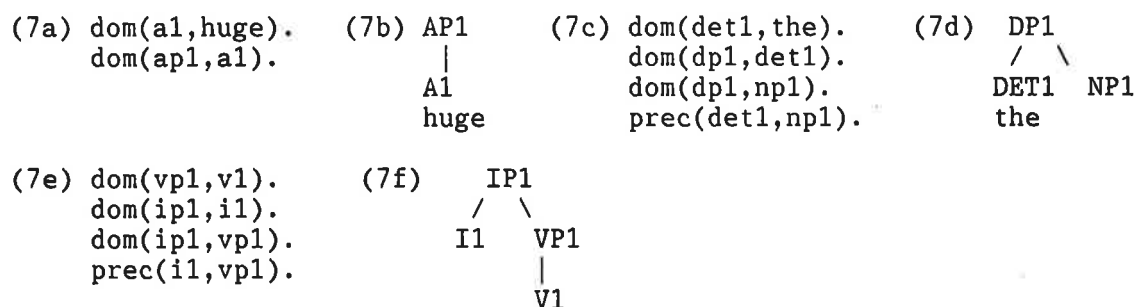 (7a) dom(a1,huge). (7b) AP1 (7c) dom(det1,the). (7d) DP1
dom(ap1,a1). | dom(dp1,det1). / \
A1 dom(dp1,np1). DET1 NP1
huge prec(det1,np1). the
(7e) dom(vp1,v1). (7f) IP1
dom(ip1,i1). / \
dom(ip1,vp1). I1 VP1
prec(i1,vp1). |
V1